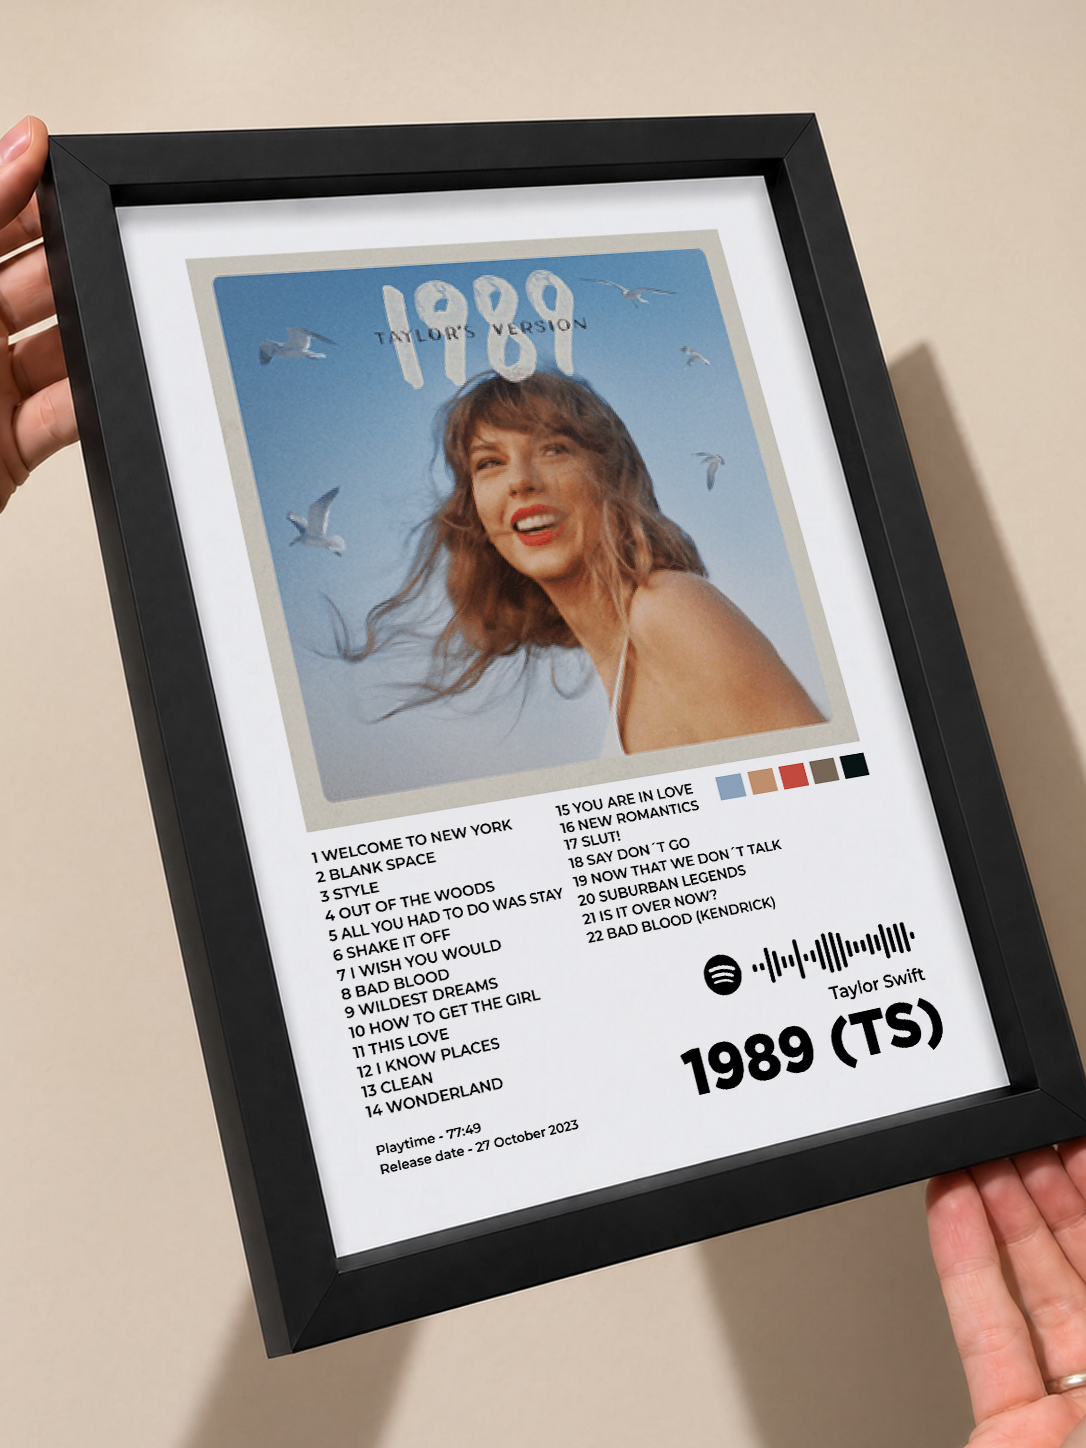 1989
TAYLOR'S VERSION
1 WELCOME TO NEW YORK
2 BLANK SPACE
3 STYLE
4 OUT OF THE WOODS
5 ALL YOU HAD TO DO WAS STAY
6 SHAKE IT OFF
7 I WISH YOU WOULD
8 BAD BLOOD
9 WILDEST DREAMS
10 HOW TO GET THE GIRL
11 THIS LOVE
12 I KNOW PLACES
13 CLEAN
14 WONDERLAND
15 YOU ARE IN LOVE
16 NEW ROMANTICS
17 SLUT!
18 SAY DON´T GO
19 NOW THAT WE DON´T TALK
20 SUBURBAN LEGENDS
21 IS IT OVER NOW?
22 BAD BLOOD (KENDRICK)
Taylor Swift
1989 (TS)
Playtime - 77:49
Release date - 27 October 2023